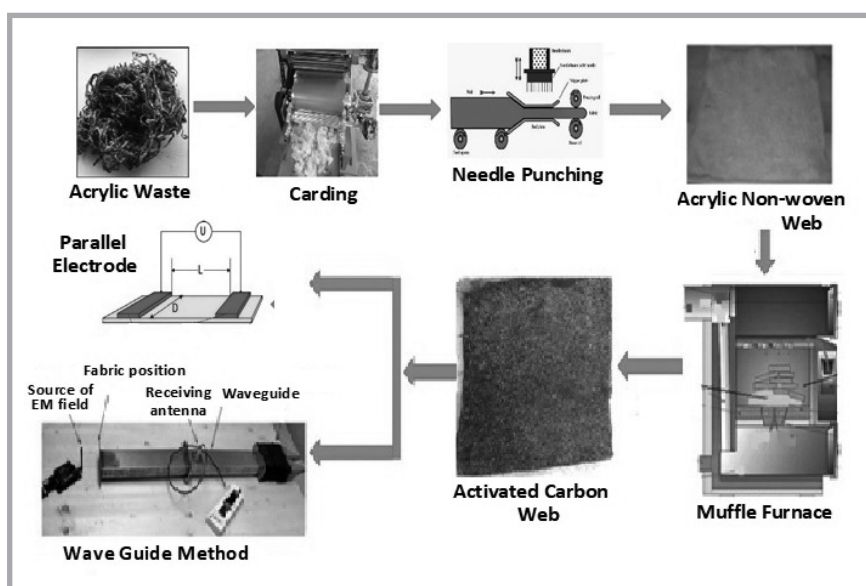 Acrylic Waste
Carding
Needle Punching
Acrylic Non-woven
Web
Parallel
Electrode
U
L
D
Fabric position
Source of
EM field
Receiving
antenna
Waveguide
Wave Guide Method
Activated Carbon
Web
Muffle Furnace